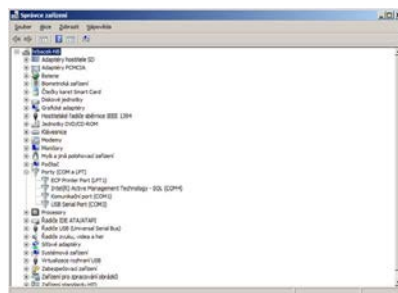 Správce zařízení
Soubor Akce Zobrazit Nápověda
Adaptéry hostitele SD
Adaptéry PCMCIA
Baterie
Biometrická zařízení
Čtečky karet Smart Card
Diskové jednotky
Grafické adaptéry
Hostitelské řadiče sběrnice IEEE 1394
Jednotky DVD/CD-ROM
Klávesnice
Modemy
Monitory
Myši a jiná polohovací zařízení
Počítač
Porty (COM a LPT)
ECP Printer Port (LPT1)
Intel(R) Active Management Technology - SOL (COM4)
Komunikační port (COM1)
USB Serial Port (COM3)
Procesory
Řadiče IDE ATA/ATAPI
Řadiče USB (Universal Serial Bus)
Řadiče zvuku, videa a her
Síťové adaptéry
Systémová zařízení
Virtualizace rozhraní USB
Zabezpečovací zařízení
Zařízení pro zpracování obrázků
Zařízení standardu HID